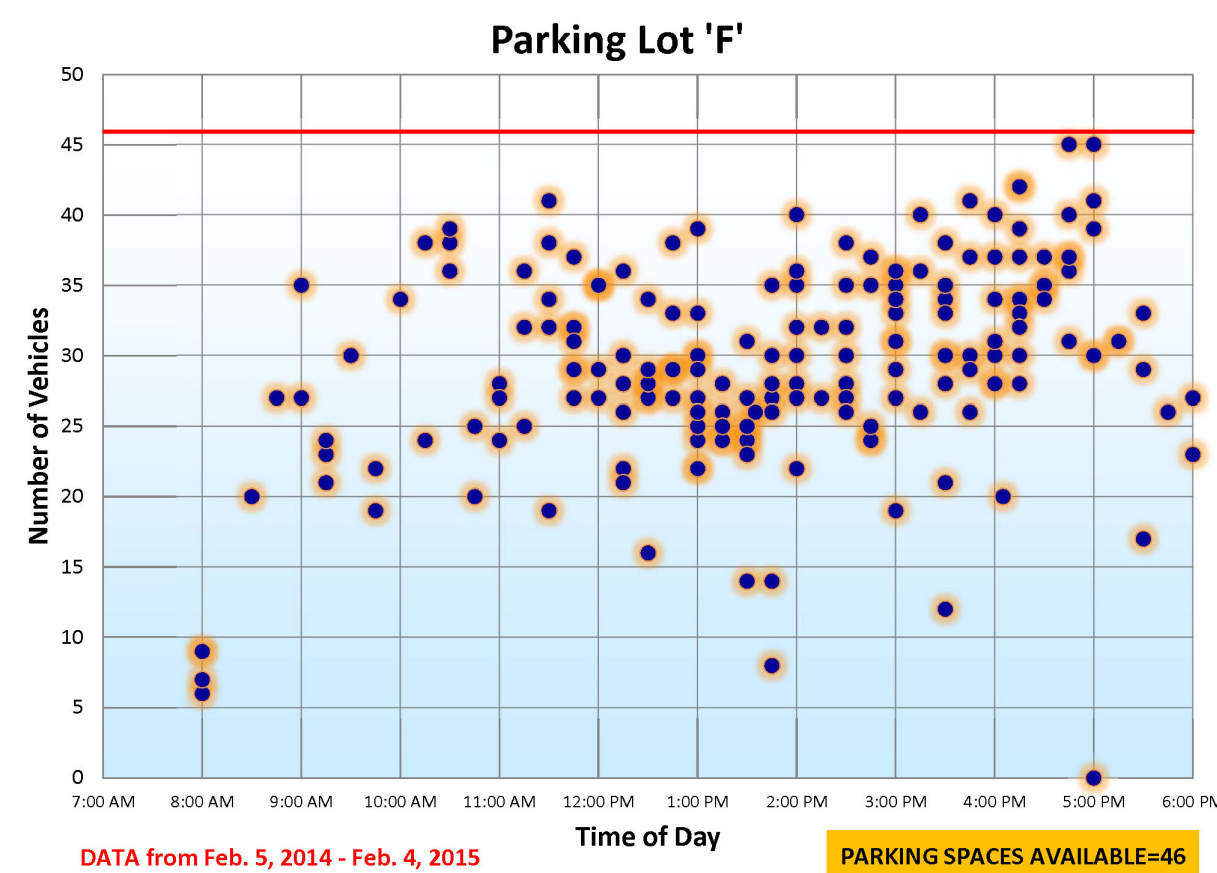 Parking Lot 'F'
50
45
40
35
30
25
20
15
10
5
0
Number of Vehicles
7:00 AM 8:00 AM 9:00 AM 10:00 AM 11:00 AM 12:00 PM 1:00 PM 2:00 PM 3:00 PM 4:00 PM 5:00 PM 6:00 PM
Time of Day
DATA from Feb. 5, 2014 - Feb. 4, 2015
PARKING SPACES AVAILABLE=46